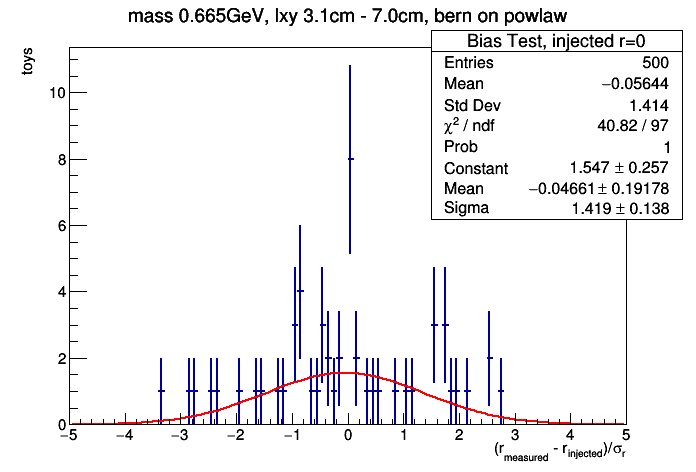 mass 0.665GeV, lxy 3.1cm - 7.0cm, bern on powlaw
toys
Bias Test, injected r=0
Entries 500
Mean −0.05644
Std Dev 1.414
χ² / ndf 40.82 / 97
Prob 1
Constant 1.547 ± 0.257
Mean −0.04661 ± 0.19178
Sigma 1.419 ± 0.138
10
8
6
4
2
0
−5 −4 −3 −2 −1 0 1 2 3 4 5
(r_measured - r_injected)/σ_r